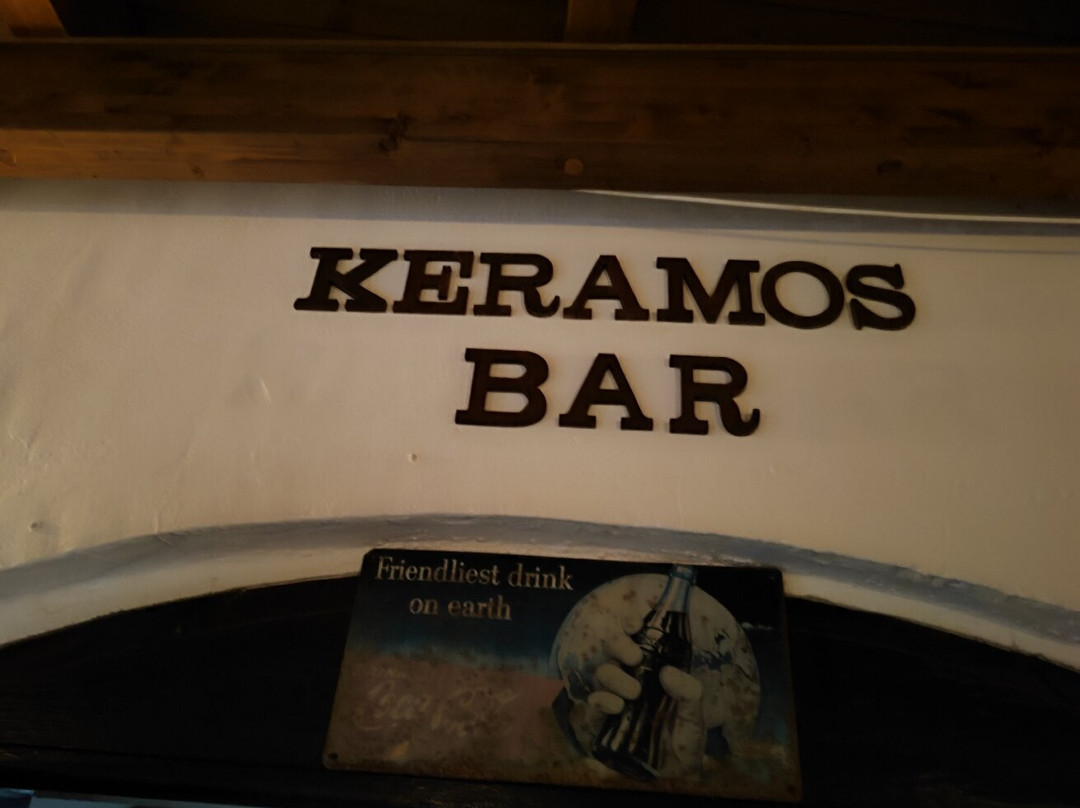 KERAMOS
BAR
Friendliest drink
on earth